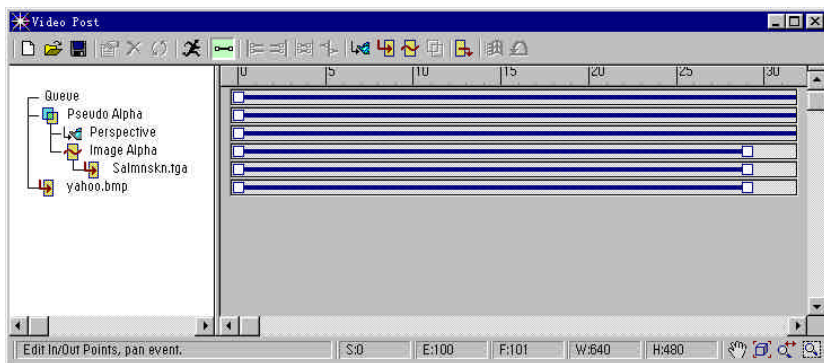 Video Post
0 5 10 15 20 25 30
Queue
Pseudo Alpha
Perspective
Image Alpha
Salmnskn.tga
yahoo.bmp
Edit In/Out Points, pan event. S:0 E:100 F:101 W:640 H:480